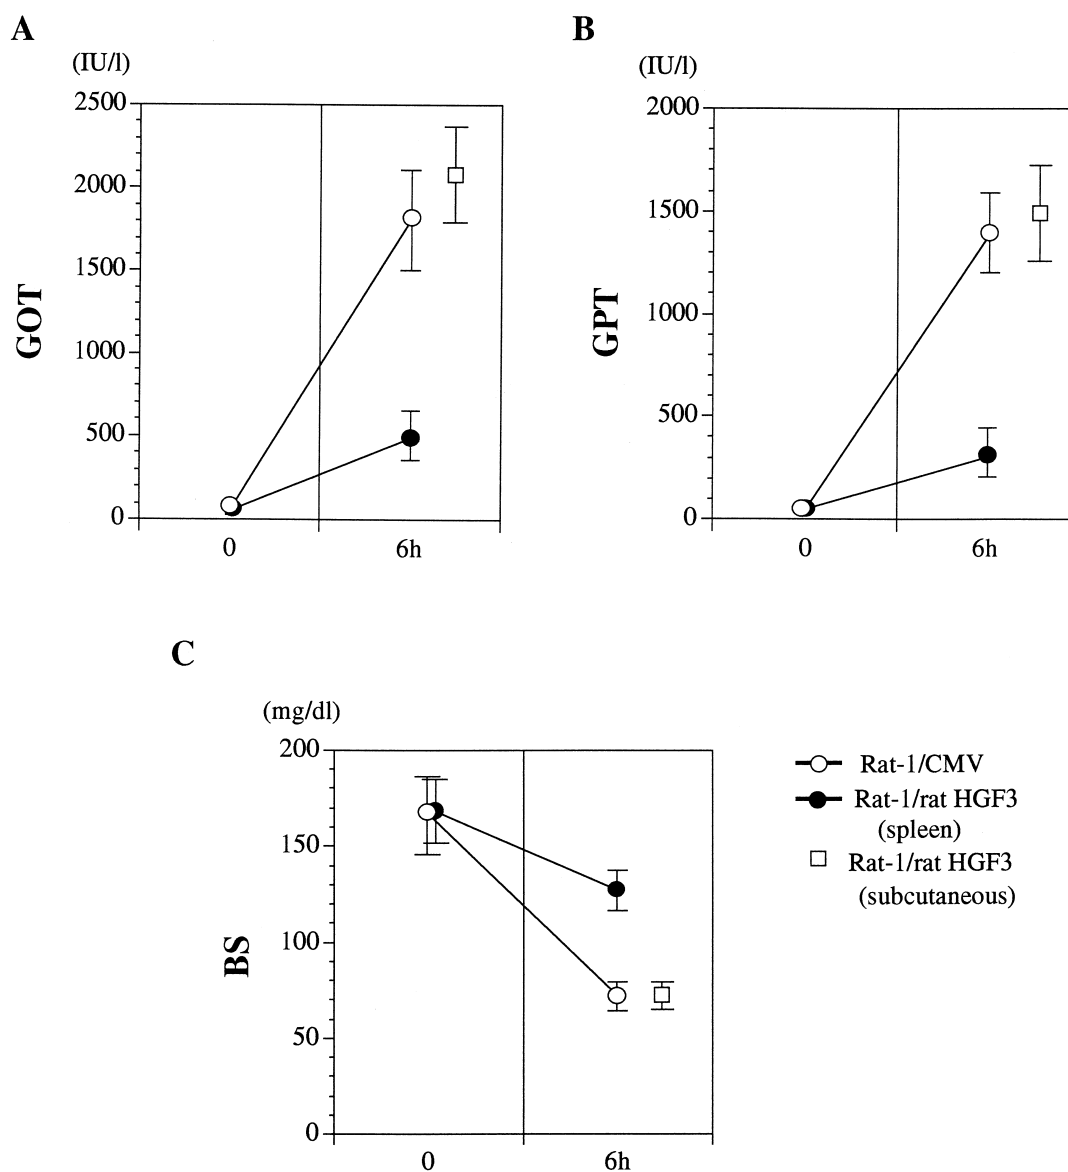 A
(IU/l)
2500
2000
1500
1000
500
0
GOT
0 6h
B
(IU/l)
2000
1500
1000
500
0
GPT
0 6h
C
(mg/dl)
200
150
100
50
0
BS
0 6h
Rat-1/CMV
Rat-1/rat HGF3
(spleen)
Rat-1/rat HGF3
(subcutaneous)